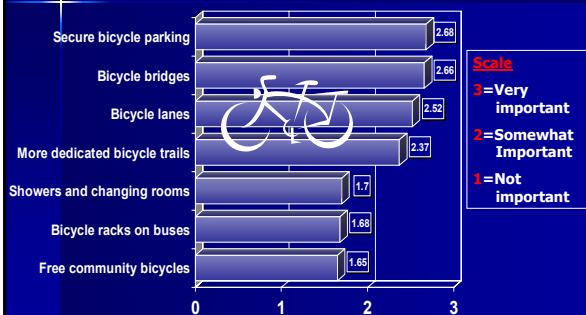 Secure bicycle parking 2.68
Bicycle bridges 2.66
Bicycle lanes 2.52
More dedicated bicycle trails 2.37
Showers and changing rooms 1.7
Bicycle racks on buses 1.68
Free community bicycles 1.65
0 1 2 3
Scale
3=Very
important
2=Somewhat
Important
1=Not
important